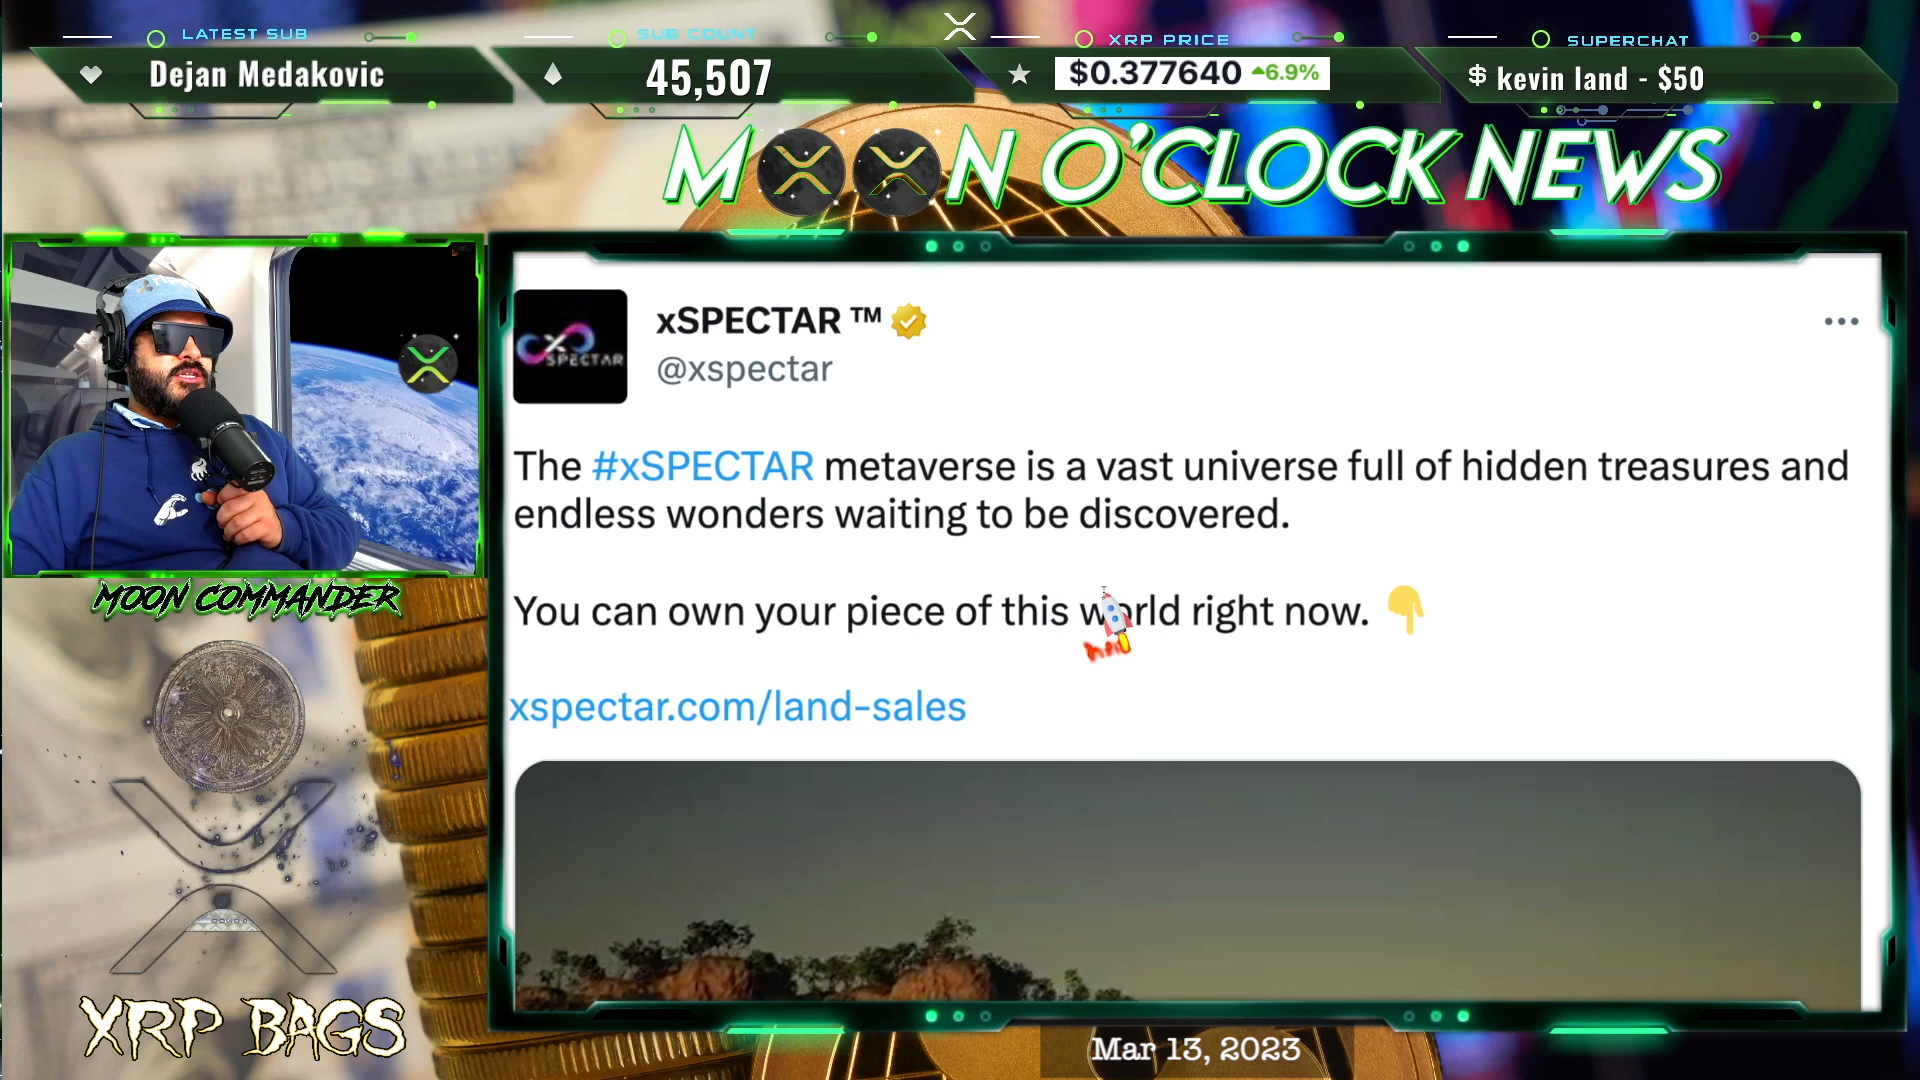 LATEST SUB
Dejan Medakovic
SUB COUNT
45,507
XRP PRICE
$0.377640 6.9%
SUPERCHAT
$ kevin land - $50
MOON O'CLOCK NEWS
xSPECTAR
xSPECTAR ™
@xspectar
The #xSPECTAR metaverse is a vast universe full of hidden treasures and
endless wonders waiting to be discovered.
You can own your piece of this world right now.
xspectar.com/land-sales
MOON COMMANDER
XRP BAGS
Mar 13, 2023